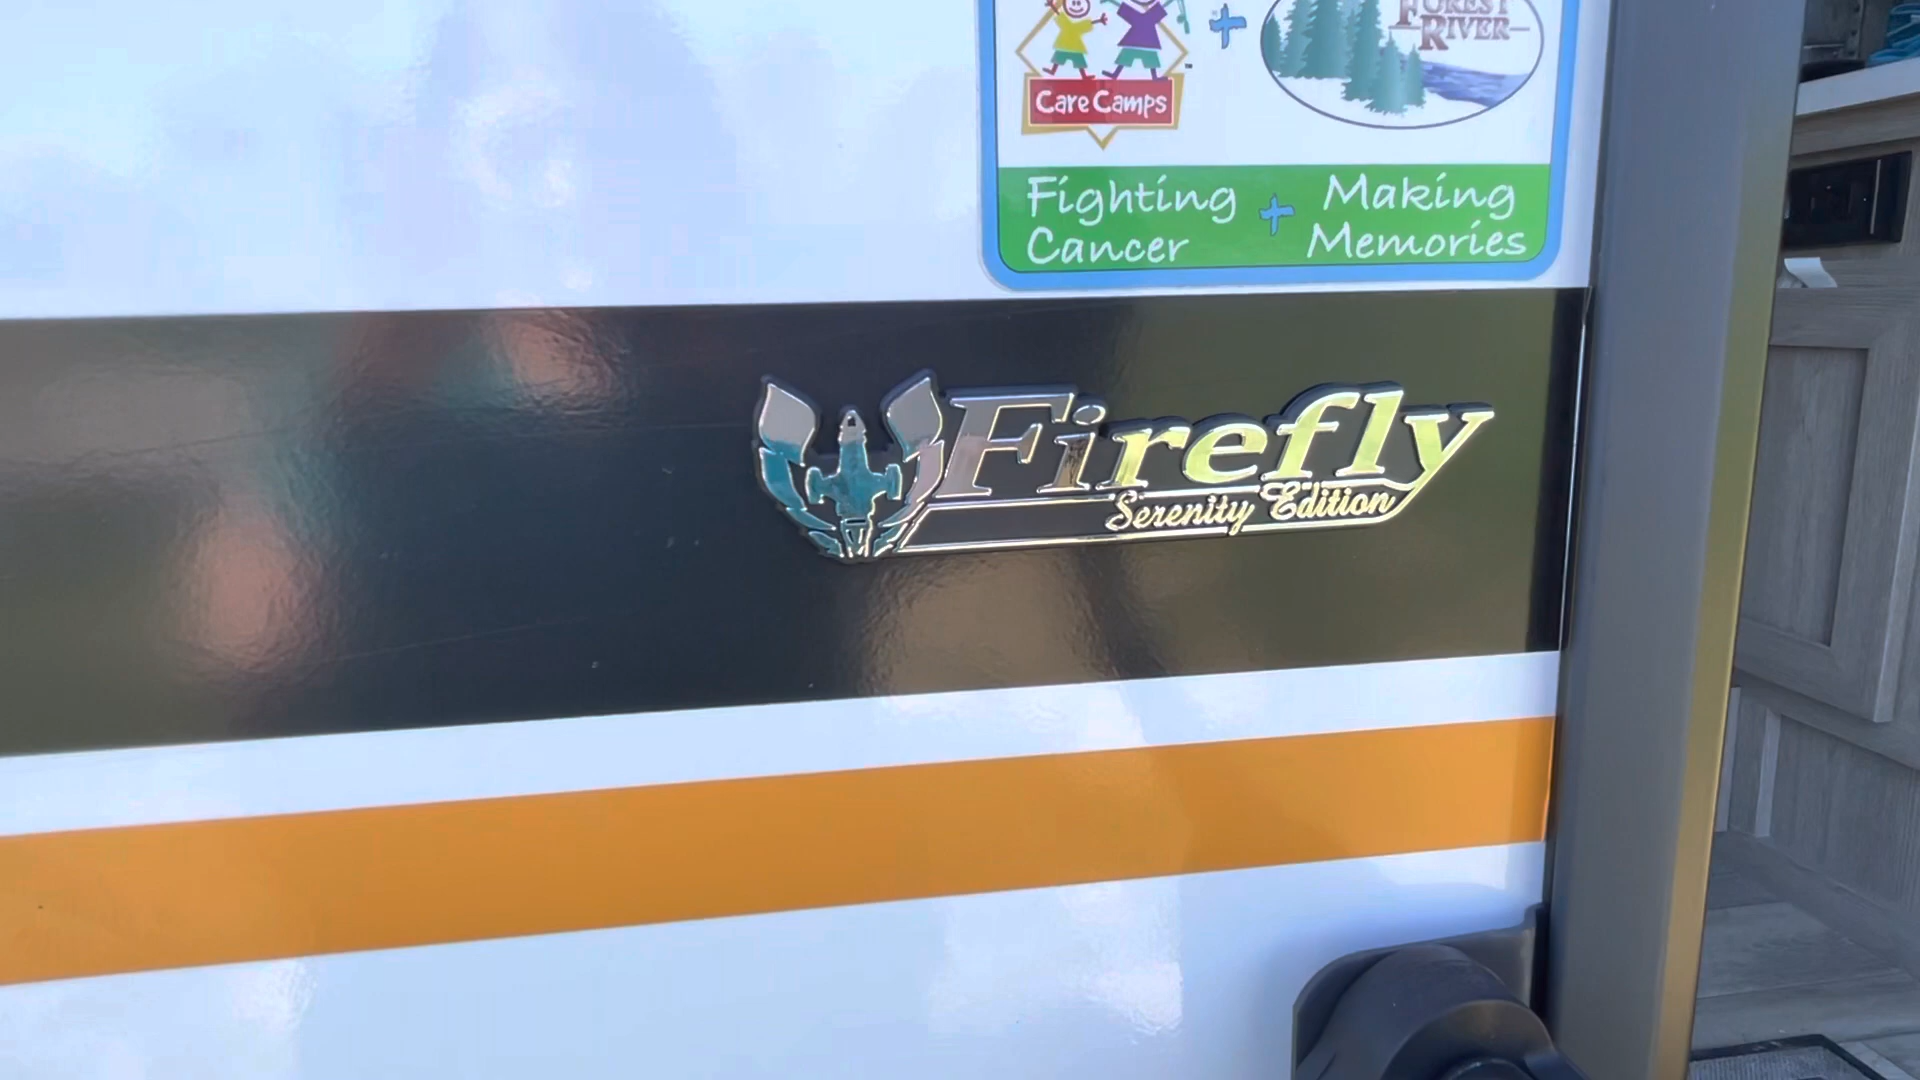 FOREST
RIVER
Care Camps
Fighting
Cancer
+
Making
Memories
Firefly
Serenity Edition